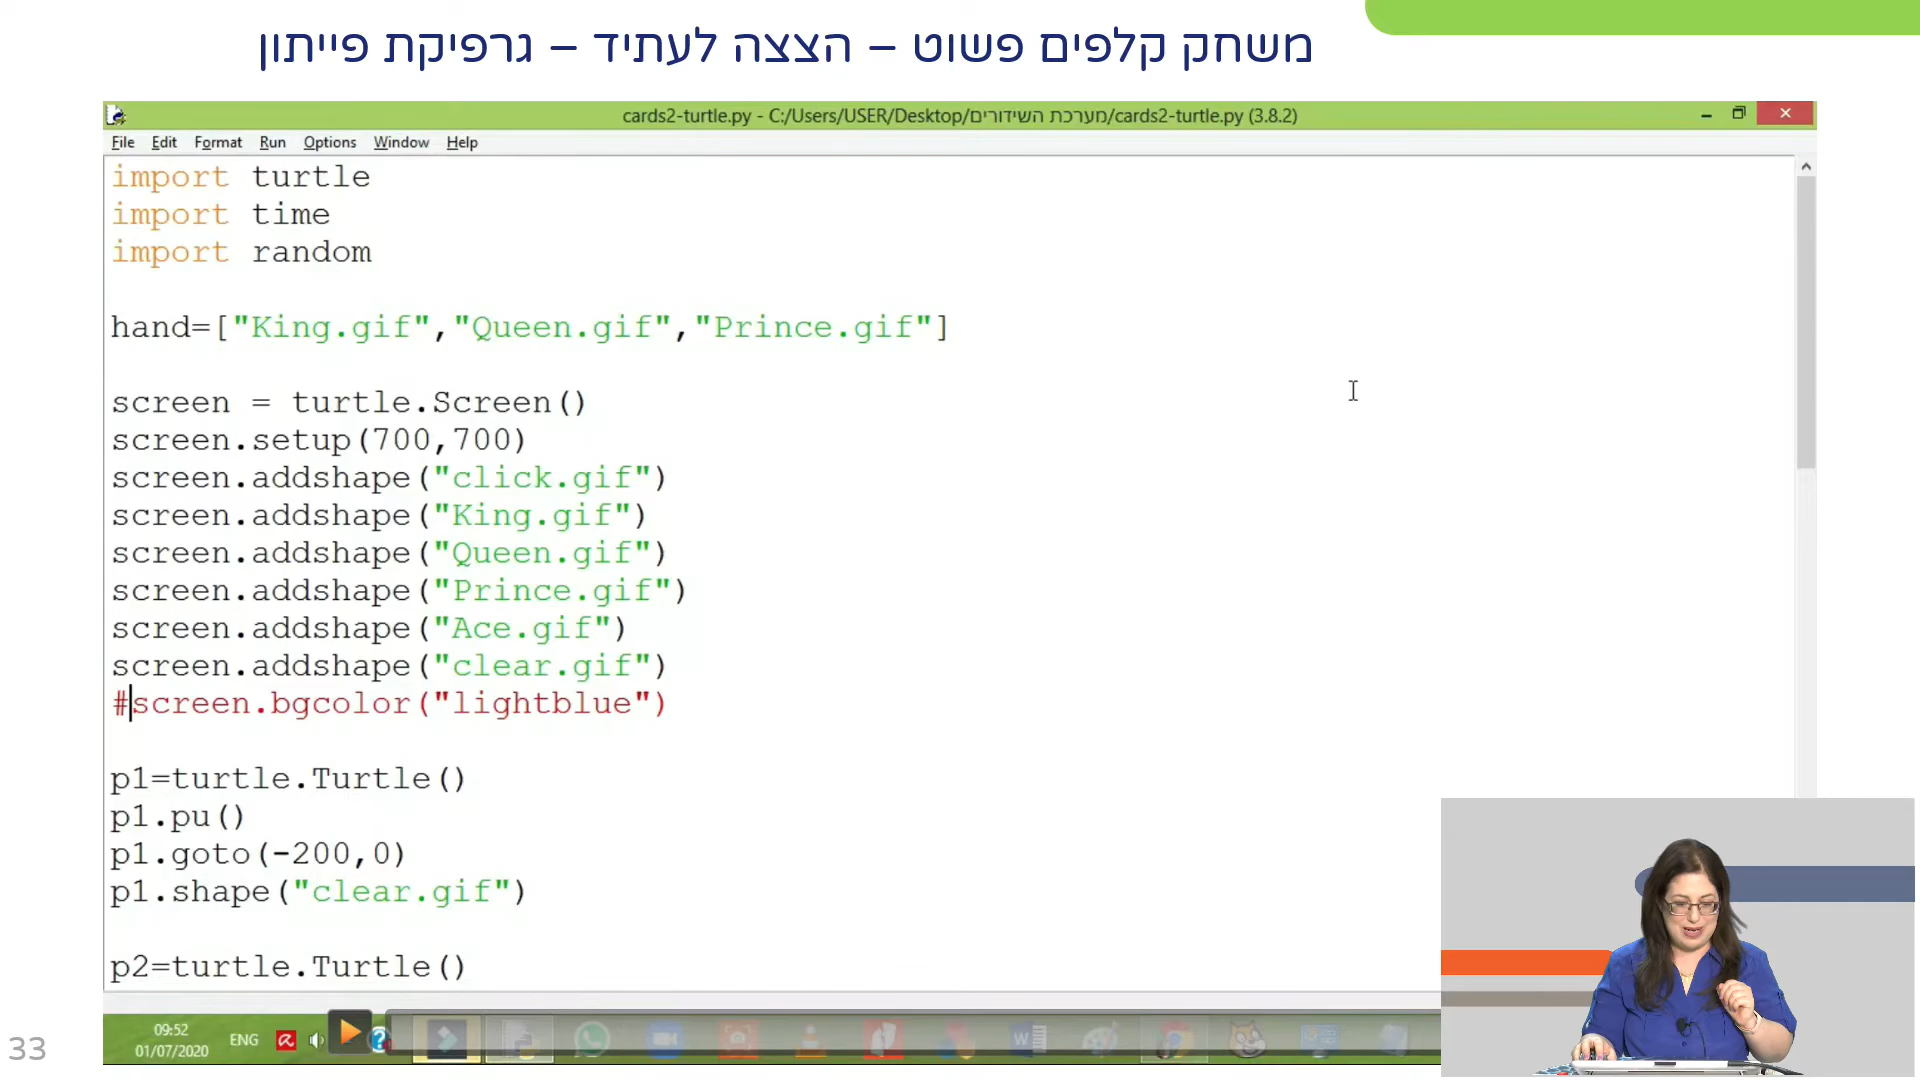 משחק קלפים פשוט – הצצה לעתיד – גרפיקת פייתון
cards2-turtle.py - C:/Users/USER/Desktop/מערכת השידורים/cards2-turtle.py (3.8.2)
File Edit Format Run Options Window Help
import turtle
import time
import random
hand=["King.gif","Queen.gif","Prince.gif"]
screen = turtle.Screen()
screen.setup(700,700)
screen.addshape("click.gif")
screen.addshape("King.gif")
screen.addshape("Queen.gif")
screen.addshape("Prince.gif")
screen.addshape("Ace.gif")
screen.addshape("clear.gif")
#screen.bgcolor("lightblue")
p1=turtle.Turtle()
p1.pu()
p1.goto(-200,0)
p1.shape("clear.gif")
p2=turtle.Turtle()
09:52
01/07/2020
ENG
33